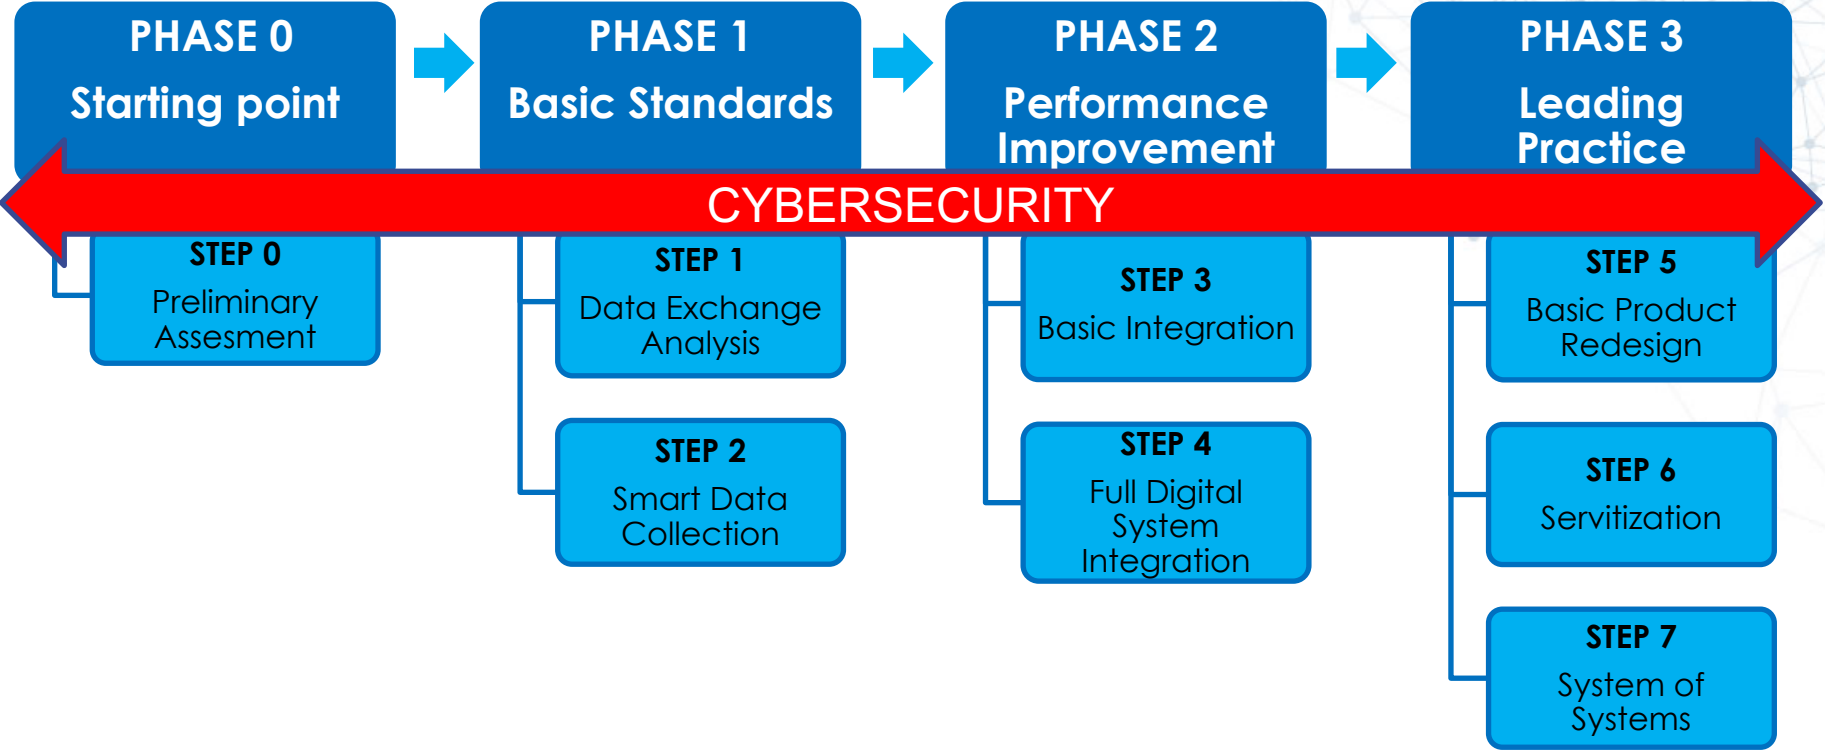 PHASE 0
Starting point
PHASE 1
Basic Standards
PHASE 2
Performance
Improvement
PHASE 3
Leading
Practice
CYBERSECURITY
STEP 0
Preliminary
Assesment
STEP 1
Data Exchange
Analysis
STEP 2
Smart Data
Collection
STEP 3
Basic Integration
STEP 4
Full Digital
System
Integration
STEP 5
Basic Product
Redesign
STEP 6
Servitization
STEP 7
System of
Systems